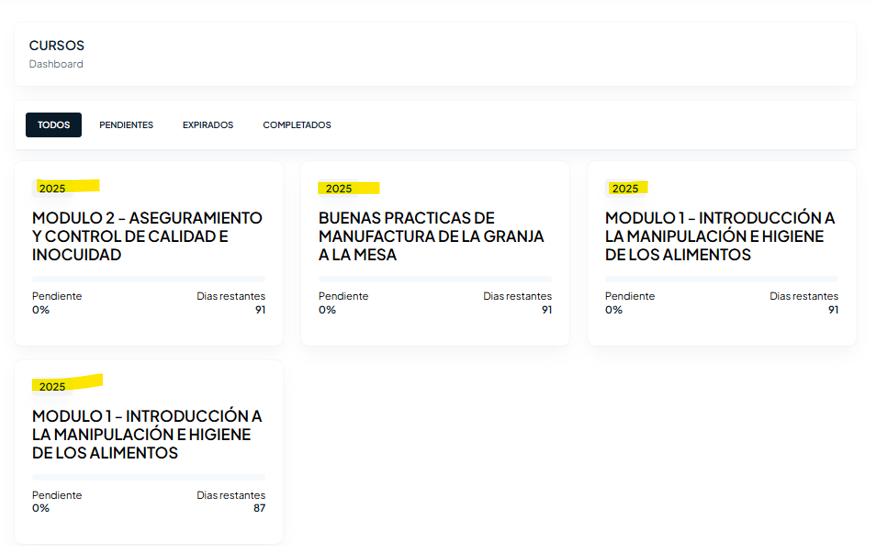 CURSOS
Dashboard
TODOS PENDIENTES EXPIRADOS COMPLETADOS
2025
MODULO 2 - ASEGURAMIENTO
Y CONTROL DE CALIDAD E
INOCUIDAD
Pendiente Dias restantes
0% 91
2025
BUENAS PRACTICAS DE
MANUFACTURA DE LA GRANJA
A LA MESA
Pendiente Dias restantes
0% 91
2025
MODULO 1 - INTRODUCCIÓN A
LA MANIPULACIÓN E HIGIENE
DE LOS ALIMENTOS
Pendiente Dias restantes
0% 91
2025
MODULO 1 - INTRODUCCIÓN A
LA MANIPULACIÓN E HIGIENE
DE LOS ALIMENTOS
Pendiente Dias restantes
0% 87